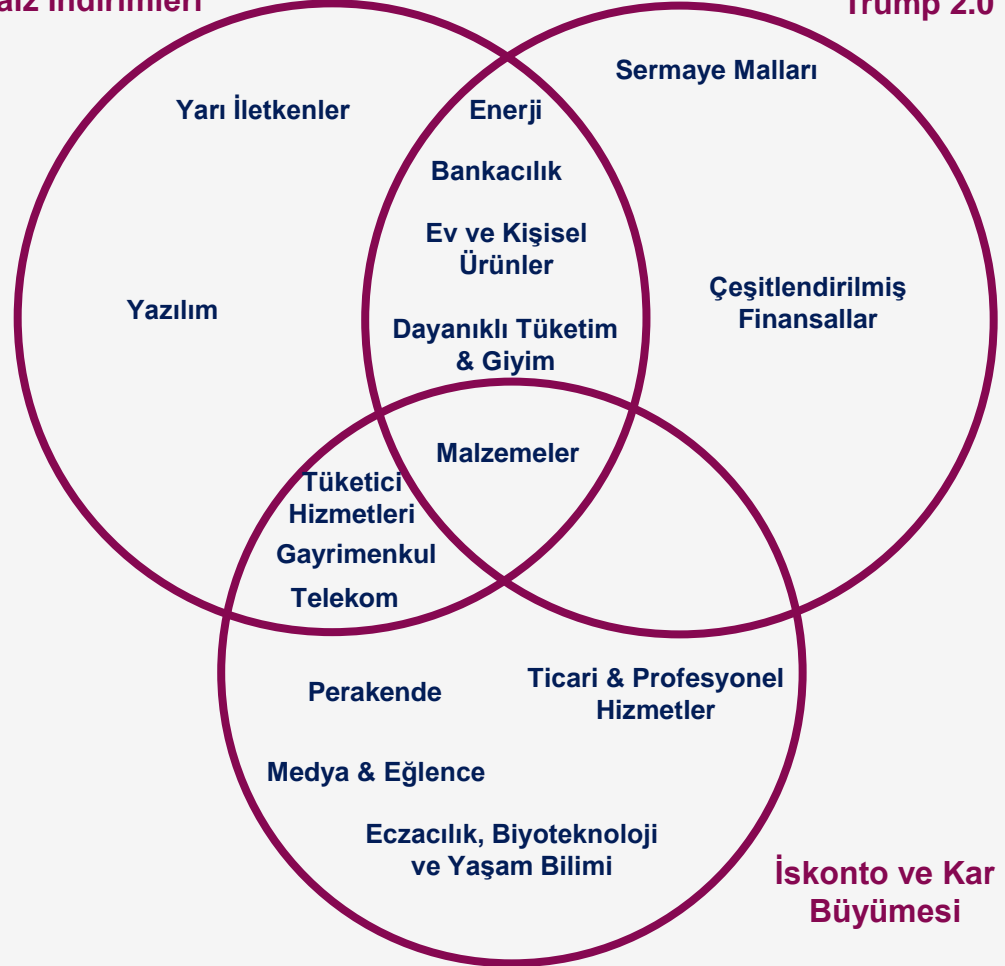 Faiz İndirimleri
Trump 2.0
Sermaye Malları
Yarı İletkenler
Enerji
Bankacılık
Ev ve Kişisel
Ürünler
Yazılım
Çeşitlendirilmiş
Finansallar
Dayanıklı Tüketim
& Giyim
Malzemeler
Tüketici
Hizmetleri
Gayrimenkul
Telekom
Perakende
Ticari & Profesyonel
Hizmetler
Medya & Eğlence
Eczacılık, Biyoteknoloji
ve Yaşam Bilimi
İskonto ve Kar
Büyümesi